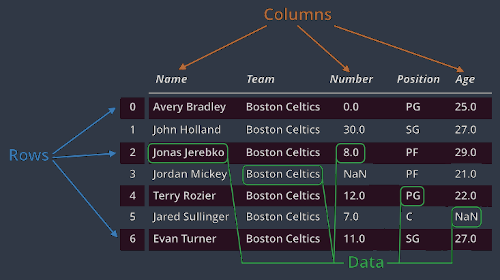 Columns
Name Team Number Position Age
0 Avery Bradley Boston Celtics 0.0 PG 25.0
1 John Holland Boston Celtics 30.0 SG 27.0
Rows
2 Jonas Jerebko Boston Celtics 8.0 PF 29.0
3 Jordan Mickey Boston Celtics NaN PF 21.0
4 Terry Rozier Boston Celtics 12.0 PG 22.0
5 Jared Sullinger Boston Celtics 7.0 C NaN
6 Evan Turner Boston Celtics 11.0 SG 27.0
Data